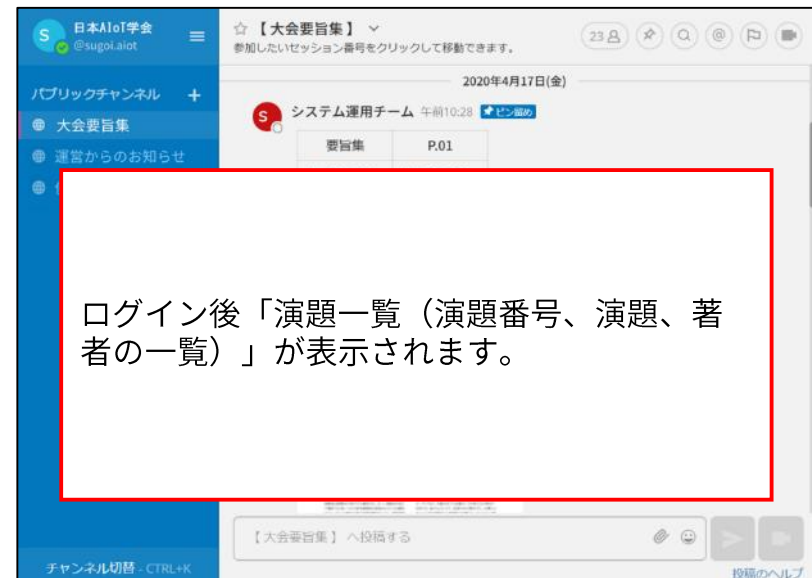 日本AIoT学会
@sugoi.aiot
パブリックチャンネル +
大会要旨集
運営からのお知らせ
【大会要旨集】
参加したいセッション番号をクリックして移動できます。
23
2020年4月17日(金)
S システム運用チーム 午前10:28 ピン留め
要旨集 P.01
ログイン後「演題一覧（演題番号、演題、著
者の一覧）」が表示されます。
【大会要旨集】へ投稿する
チャンネル切替 - CTRL+K
投稿のヘルプ